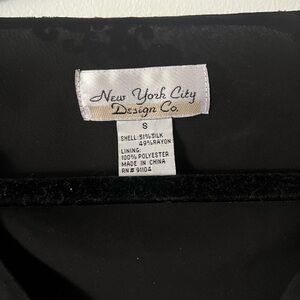 New York City
Design Co.
S
SHELL: 51% SILK
49% RAYON
LINING:
100% POLYESTER
MADE IN CHINA
RN# 91104